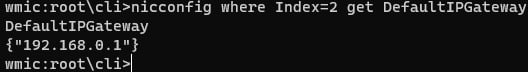 wmic:root\cli>nicconfig where Index=2 get DefaultIPGateway
DefaultIPGateway
{"192.168.0.1"}
wmic:root\cli>